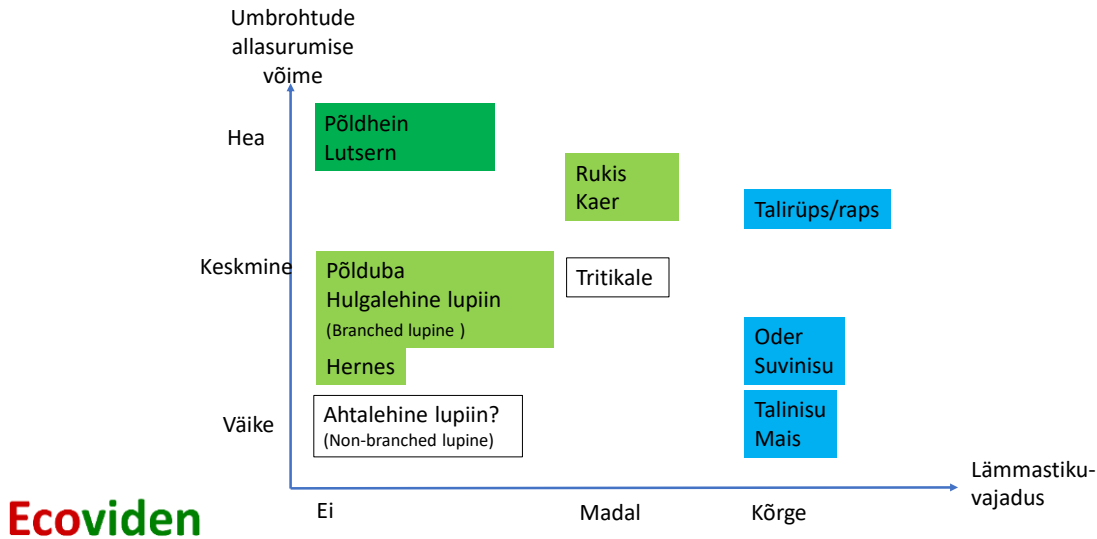 Umbrohtude
allasurumise
võime
Hea
Põldhein
Lutsern
Rukis
Kaer
Talirüps/raps
Keskmine
Põlduba
Hulgalehine lupiin
(Branched lupine )
Tritikale
Hernes
Oder
Suvinisu
Väike
Ahtalehine lupiin?
(Non-branched lupine)
Talinisu
Mais
Lämmastiku-
vajadus
Ei
Madal
Kõrge
Ecoviden